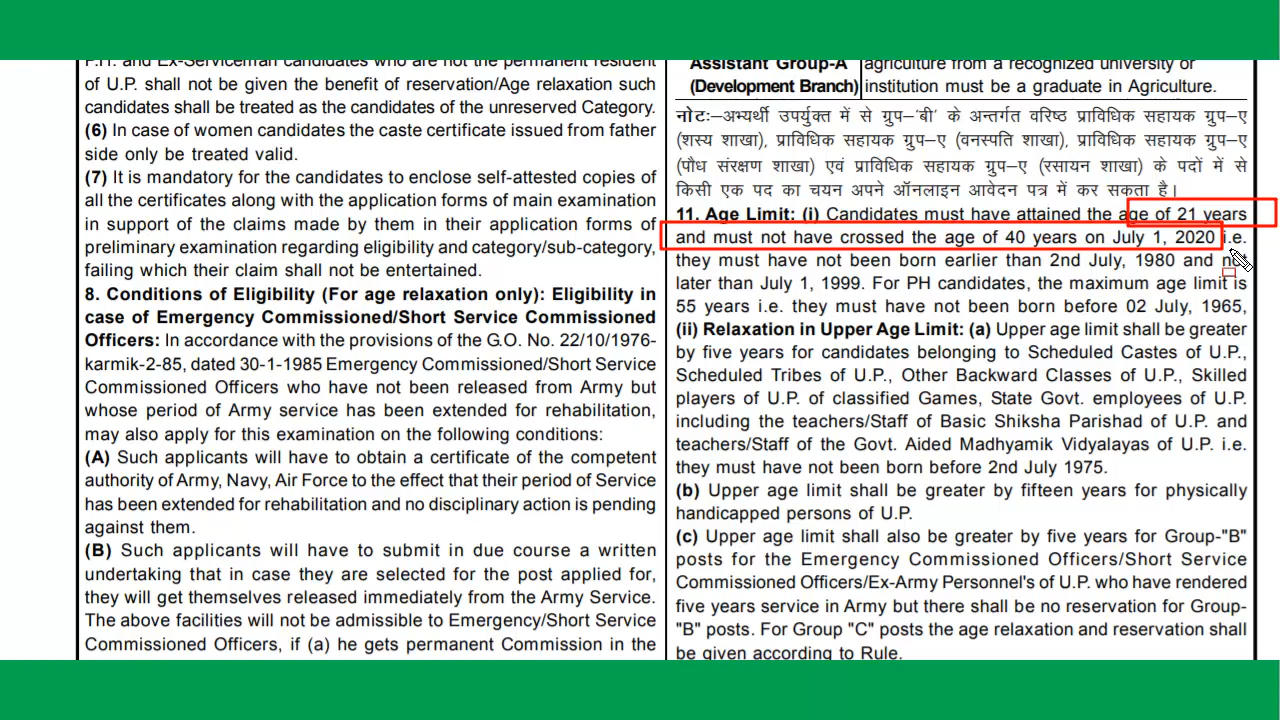 P.H. and Ex-Serviceman candidates who are not the permanent resident
of U.P. shall not be given the benefit of reservation/Age relaxation such
candidates shall be treated as the candidates of the unreserved Category.
(6) In case of women candidates the caste certificate issued from father
side only be treated valid.
(7) It is mandatory for the candidates to enclose self-attested copies of
all the certificates along with the application forms of main examination
in support of the claims made by them in their application forms of
preliminary examination regarding eligibility and category/sub-category,
failing which their claim shall not be entertained.
8. Conditions of Eligibility (For age relaxation only): Eligibility in
case of Emergency Commissioned/Short Service Commissioned
Officers: In accordance with the provisions of the G.O. No. 22/10/1976-
karmik-2-85, dated 30-1-1985 Emergency Commissioned/Short Service
Commissioned Officers who have not been released from Army but
whose period of Army service has been extended for rehabilitation,
may also apply for this examination on the following conditions:
(A) Such applicants will have to obtain a certificate of the competent
authority of Army, Navy, Air Force to the effect that their period of Service
has been extended for rehabilitation and no disciplinary action is pending
against them.
(B) Such applicants will have to submit in due course a written
undertaking that in case they are selected for the post applied for,
they will get themselves released immediately from the Army Service.
The above facilities will not be admissible to Emergency/Short Service
Commissioned Officers, if (a) he gets permanent Commission in the
Assistant Group-A
(Development Branch)
agriculture from a recognized university or
institution must be a graduate in Agriculture.
नोटः–अभ्यर्थी उपर्युक्त में से ग्रुप–'बी' के अन्तर्गत वरिष्ठ प्राविधिक सहायक ग्रुप–ए
(शस्य शाखा), प्राविधिक सहायक ग्रुप–ए (वनस्पति शाखा), प्राविधिक सहायक ग्रुप–ए
(पौध संरक्षण शाखा) एवं प्राविधिक सहायक ग्रुप–ए (रसायन शाखा) के पदों में से
किसी एक पद का चयन अपने ऑनलाइन आवेदन पत्र में कर सकता है।
11. Age Limit: (i) Candidates must have attained the age of 21 years
and must not have crossed the age of 40 years on July 1, 2020 i.e.
they must have not been born earlier than 2nd July, 1980 and not
later than July 1, 1999. For PH candidates, the maximum age limit is
55 years i.e. they must have not been born before 02 July, 1965,
(ii) Relaxation in Upper Age Limit: (a) Upper age limit shall be greater
by five years for candidates belonging to Scheduled Castes of U.P.,
Scheduled Tribes of U.P., Other Backward Classes of U.P., Skilled
players of U.P. of classified Games, State Govt. employees of U.P.
including the teachers/Staff of Basic Shiksha Parishad of U.P. and
teachers/Staff of the Govt. Aided Madhyamik Vidyalayas of U.P. i.e.
they must have not been born before 2nd July 1975.
(b) Upper age limit shall be greater by fifteen years for physically
handicapped persons of U.P.
(c) Upper age limit shall also be greater by five years for Group-"B"
posts for the Emergency Commissioned Officers/Short Service
Commissioned Officers/Ex-Army Personnel's of U.P. who have rendered
five years service in Army but there shall be no reservation for Group-
"B" posts. For Group "C" posts the age relaxation and reservation shall
be given according to Rule.